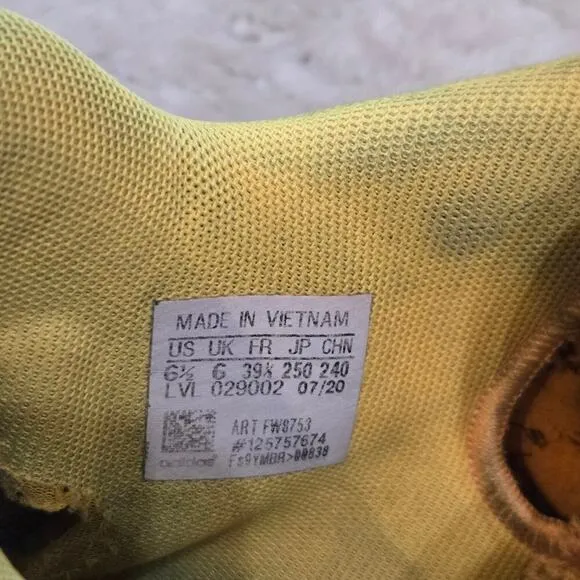 MADE IN VIETNAM
US UK FR JP CHN
6½ 6 39⅓ 250 240
LVL 029002 07/20
ART FW8753
#125757674
adidas